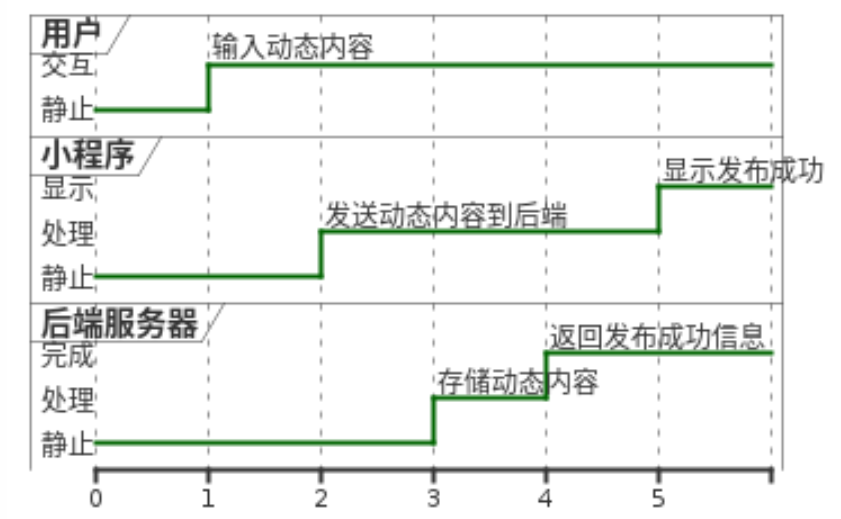 用户
输入动态内容
交互
静止
小程序
显示发布成功
显示
发送动态内容到后端
处理
静止
后端服务器
返回发布成功信息
完成
存储动态内容
处理
静止
0 1 2 3 4 5